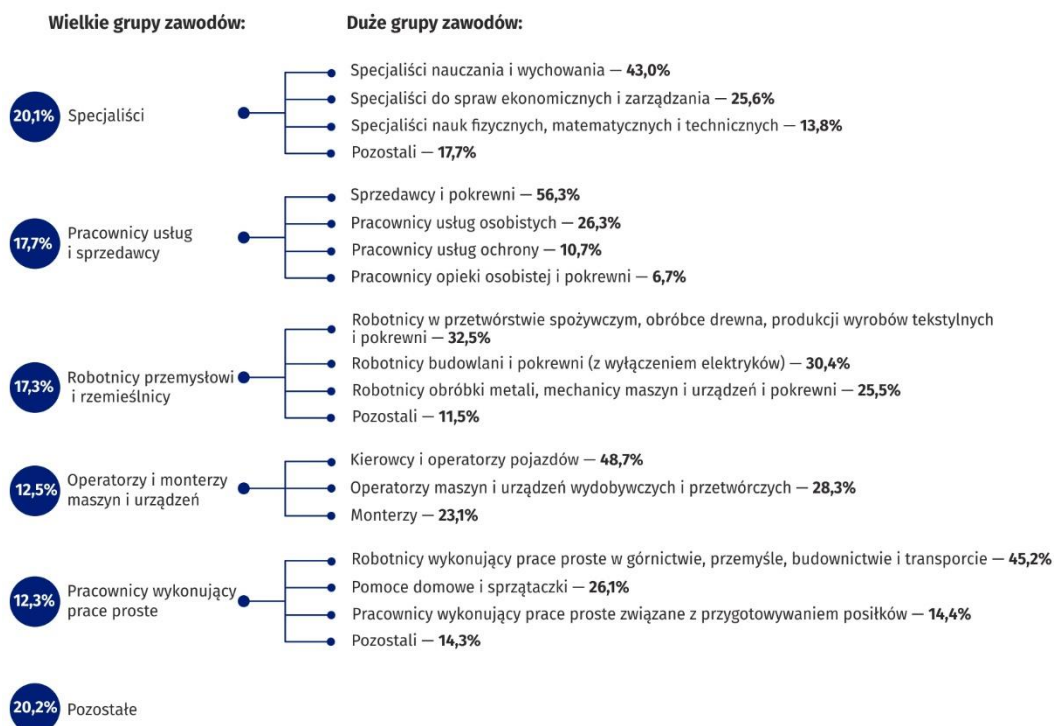 Wielkie grupy zawodów:
Duże grupy zawodów:
20,1% Specjaliści
Specjaliści nauczania i wychowania — 43,0%
Specjaliści do spraw ekonomicznych i zarządzania — 25,6%
Specjaliści nauk fizycznych, matematycznych i technicznych — 13,8%
Pozostali — 17,7%
17,7% Pracownicy usług
i sprzedawcy
Sprzedawcy i pokrewni — 56,3%
Pracownicy usług osobistych — 26,3%
Pracownicy usług ochrony — 10,7%
Pracownicy opieki osobistej i pokrewni — 6,7%
17,3% Robotnicy przemysłowi
i rzemieślnicy
Robotnicy w przetwórstwie spożywczym, obróbce drewna, produkcji wyrobów tekstylnych
i pokrewni — 32,5%
Robotnicy budowlani i pokrewni (z wyłączeniem elektryków) — 30,4%
Robotnicy obróbki metali, mechanicy maszyn i urządzeń i pokrewni — 25,5%
Pozostali — 11,5%
12,5% Operatorzy i monterzy
maszyn i urządzeń
Kierowcy i operatorzy pojazdów — 48,7%
Operatorzy maszyn i urządzeń wydobywczych i przetwórczych — 28,3%
Monterzy — 23,1%
12,3% Pracownicy wykonujący
prace proste
Robotnicy wykonujący prace proste w górnictwie, przemyśle, budownictwie i transporcie — 45,2%
Pomoce domowe i sprzątaczki — 26,1%
Pracownicy wykonujący prace proste związane z przygotowywaniem posiłków — 14,4%
Pozostali — 14,3%
20,2% Pozostałe